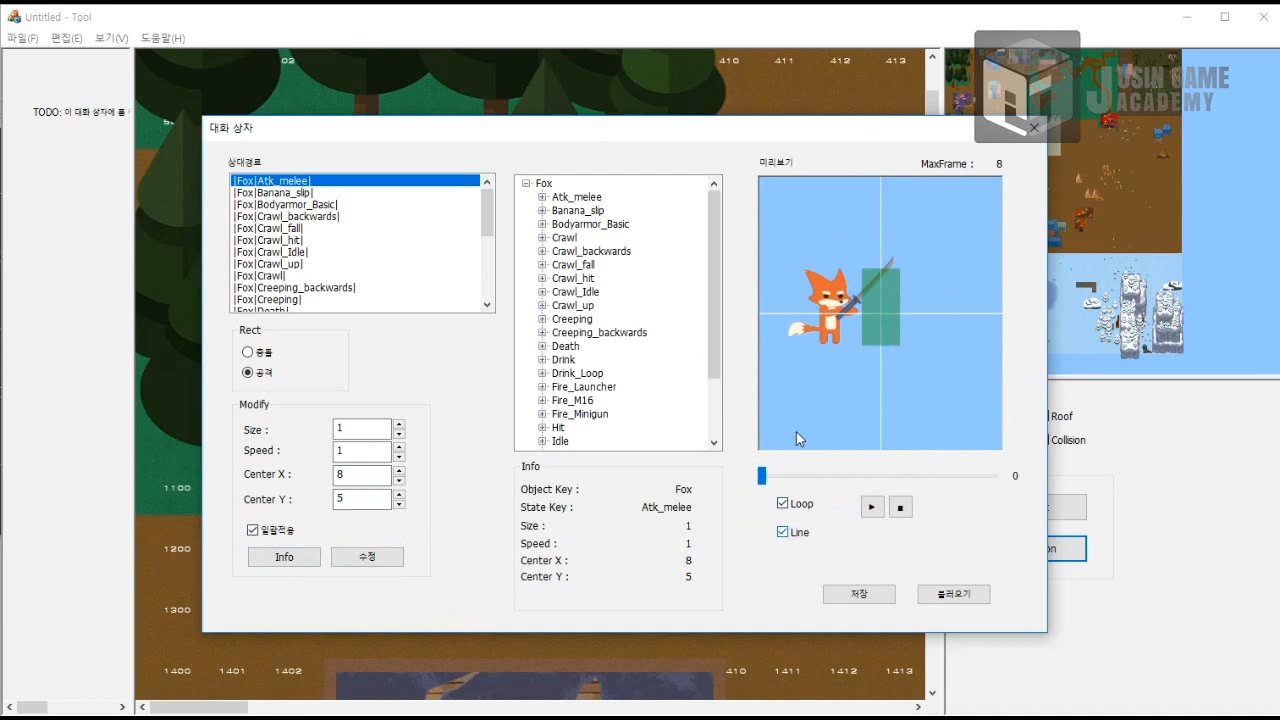 Untitled - Tool
파일(F) 편집(E) 보기(V) 도움말(H)
JUSIN GAME
ACADEMY
02
410 411 412 413
TODO: 이 대화 상자에
대화 상자
상대경로
|Fox|Atk_melee|
|Fox|Banana_slip|
|Fox|Bodyarmor_Basic|
|Fox|Crawl_backwards|
|Fox|Crawl_fall|
|Fox|Crawl_hit|
|Fox|Crawl_Idle|
|Fox|Crawl_up|
|Fox|Crawl|
|Fox|Creeping_backwards|
|Fox|Creeping|
|Fox|Death|
Fox
Atk_melee
Banana_slip
Bodyarmor_Basic
Crawl
Crawl_backwards
Crawl_fall
Crawl_hit
Crawl_Idle
Crawl_up
Creeping
Creeping_backwards
Death
Drink
Drink_Loop
Fire_Launcher
Fire_M16
Fire_Minigun
Hit
Idle
미리보기
MaxFrame : 8
Rect
충돌
공격
Modify
Size : 1
Speed : 1
Center X : 8
Center Y : 5
일괄적용
Info 수정
Info
Object Key : Fox
State Key : Atk_melee
Size : 1
Speed : 1
Center X : 8
Center Y : 5
0
Loop
Line
저장 불러오기
Roof
Collision
1100
1200
1300
1400 1401 1402
410 411 412 1413